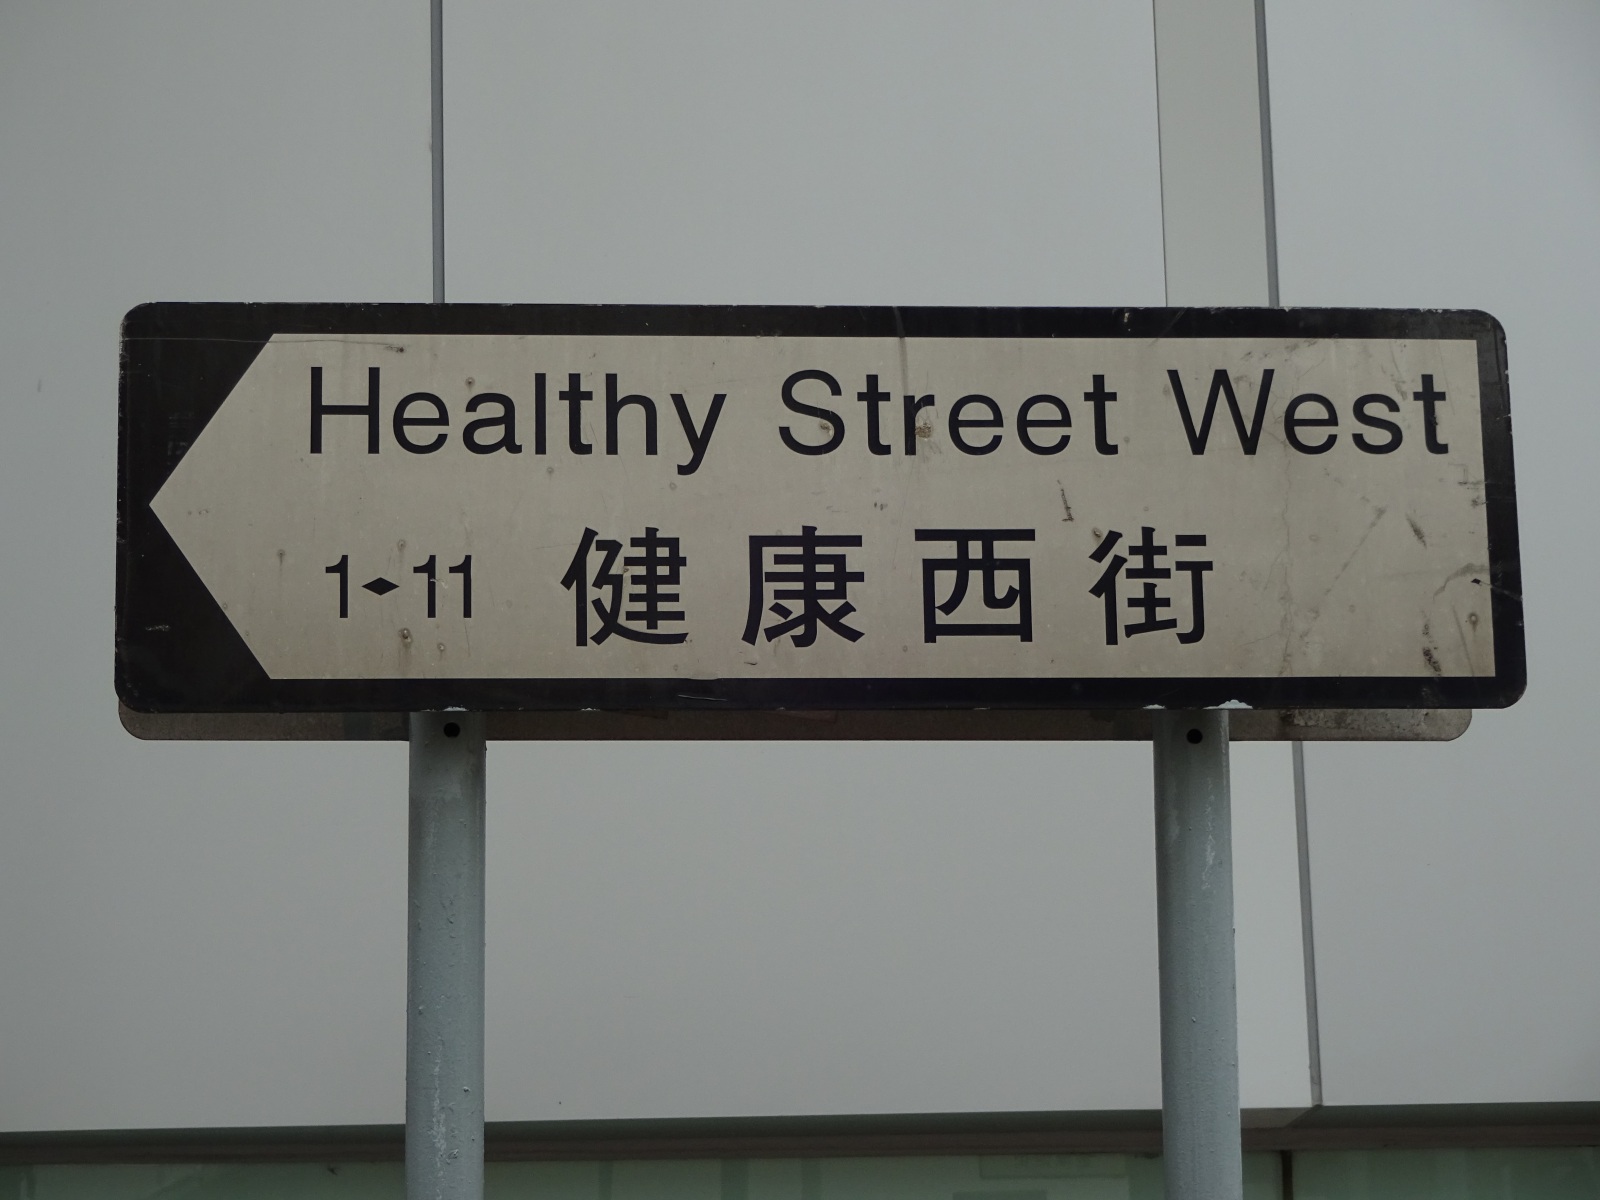 Healthy Street West
1◆11 健康西街